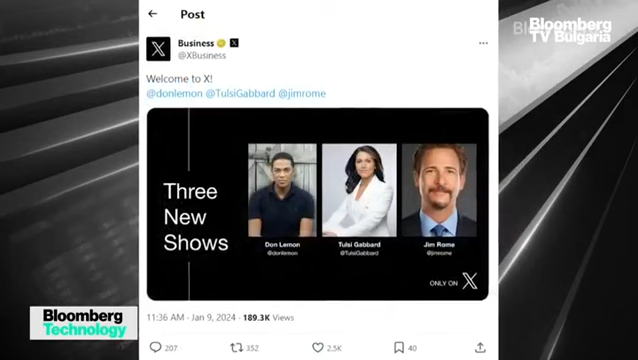 Post
Bloomberg
TV Bulgaria
Business
@XBusiness
Welcome to X!
@donlemon @TulsiGabbard @jimrome
Three
New
Shows
Don Lemon
@donlemon
Tulsi Gabbard
@TulsiGabbard
Jim Rome
@jimrome
ONLY ON X
11:36 AM · Jan 9, 2024 · 189.3K Views
207
352
2.5K
40
Bloomberg
Technology